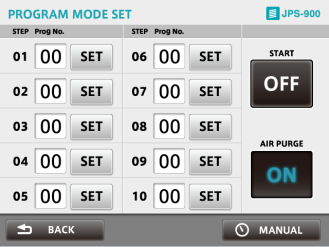 PROGRAM MODE SET JPS-900
STEP Prog No. STEP Prog No.
01 00 SET 06 00 SET START
02 00 SET 07 00 SET OFF
03 00 SET 08 00 SET
04 00 SET 09 00 SET AIR PURGE
05 00 SET 10 00 SET ON
BACK MANUAL